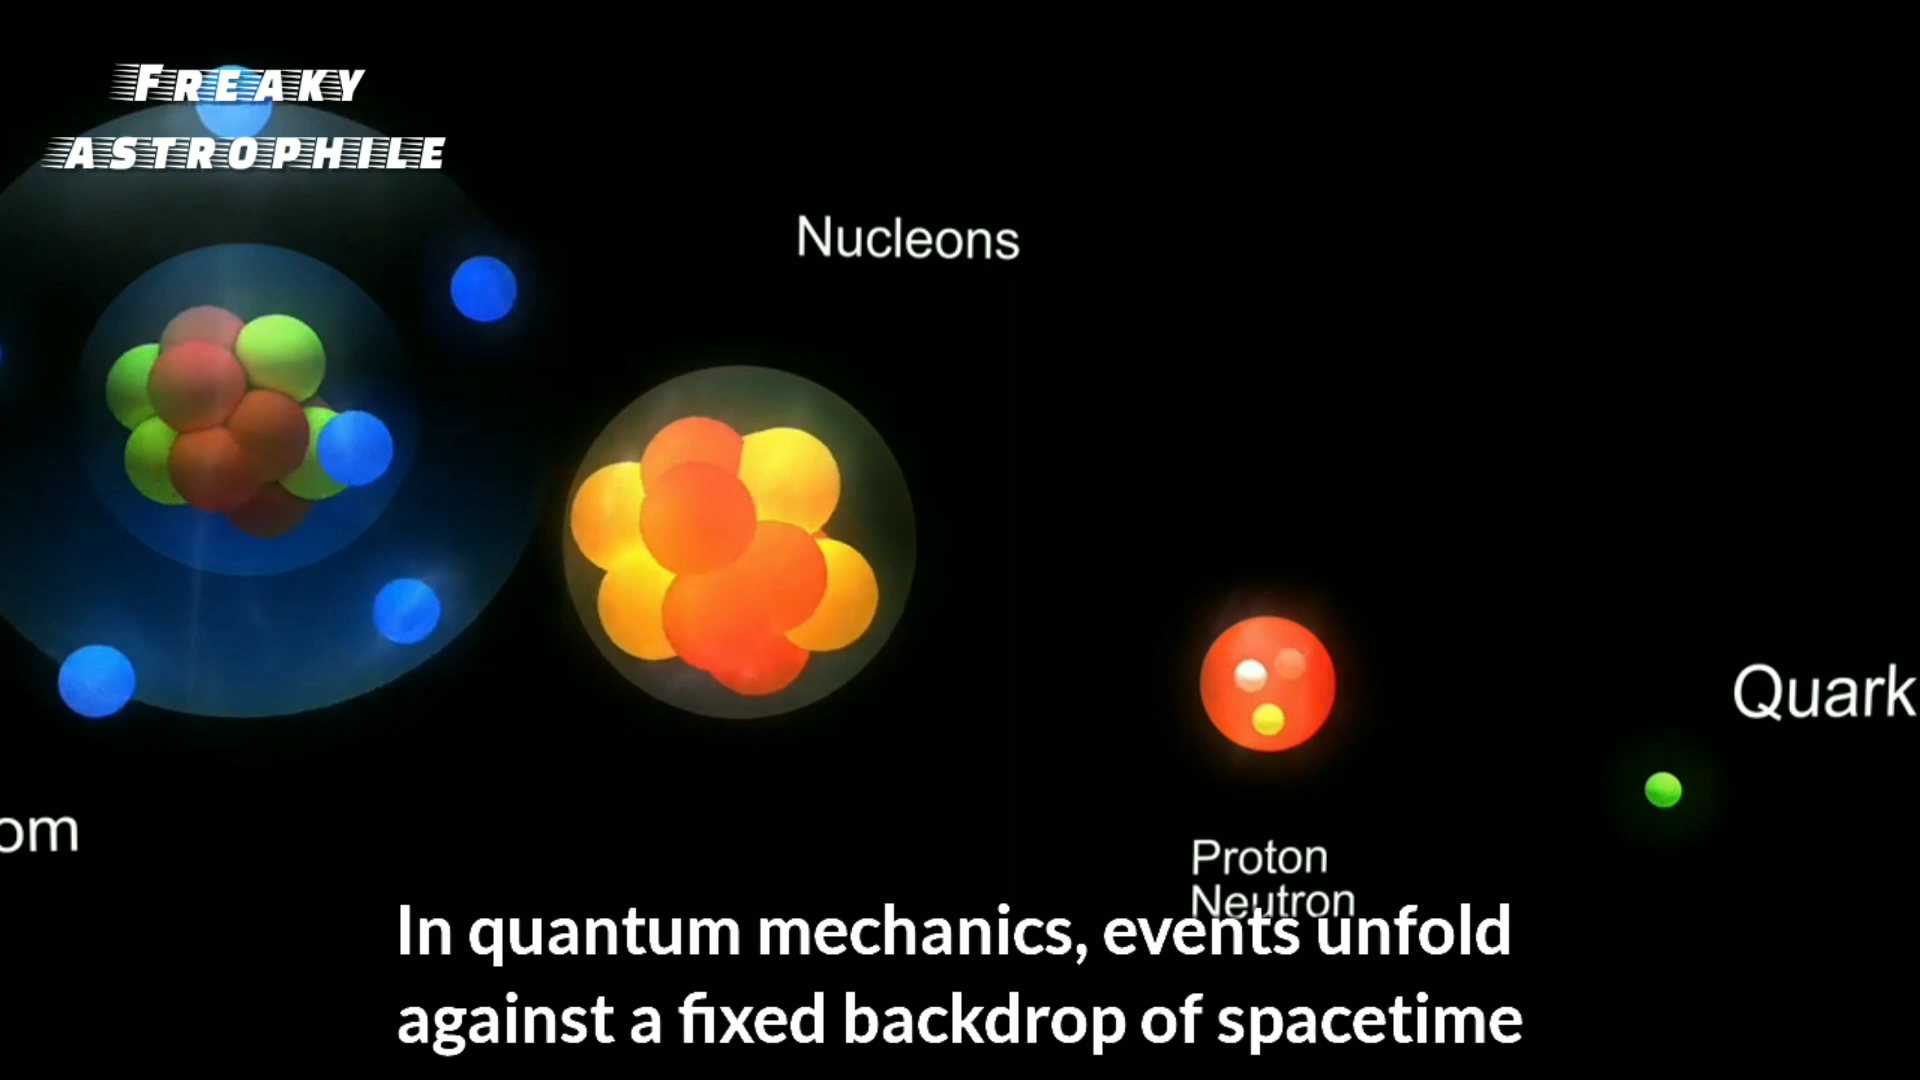 FREAKY
ASTROPHILE
Nucleons
Quark
om
Proton
Neutron
In quantum mechanics, events unfold
against a fixed backdrop of spacetime